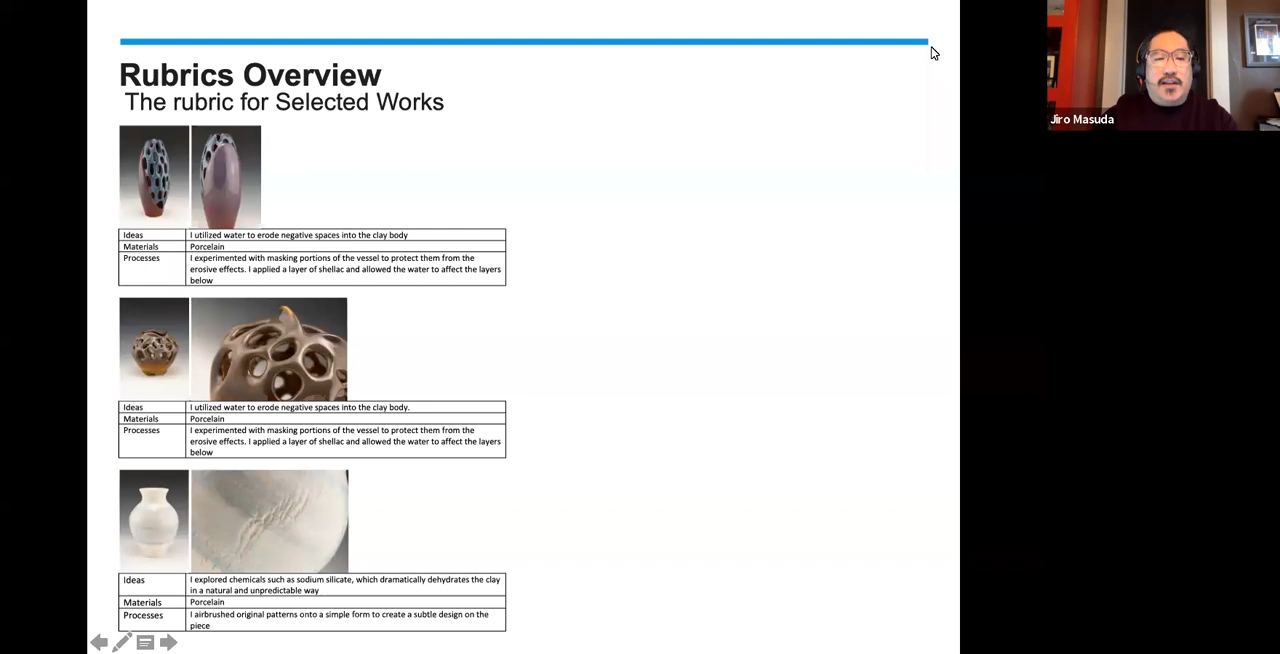 Rubrics Overview
The rubric for Selected Works
Jiro Masuda
Ideas I utilized water to erode negative spaces into the clay body
Materials Porcelain
Processes I experimented with masking portions of the vessel to protect them from the
erosive effects. I applied a layer of shellac and allowed the water to affect the layers
below
Ideas I utilized water to erode negative spaces into the clay body.
Materials Porcelain
Processes I experimented with masking portions of the vessel to protect them from the
erosive effects. I applied a layer of shellac and allowed the water to affect the layers
below
Ideas I explored chemicals such as sodium silicate, which dramatically dehydrates the clay
in a natural and unpredictable way
Materials Porcelain
Processes I airbrushed original patterns onto a simple form to create a subtle design on the
piece